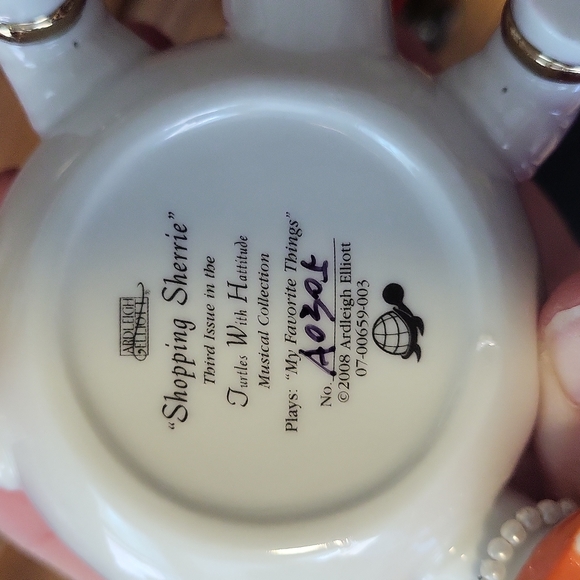 ARDLEIGH
ELLIOTT
"Shopping Sherrie"
Third Issue in the
Turtles With Hattitude
Musical Collection
Plays: "My Favorite Things"
No. A0305
©2008 Ardleigh Elliott
07-00659-003